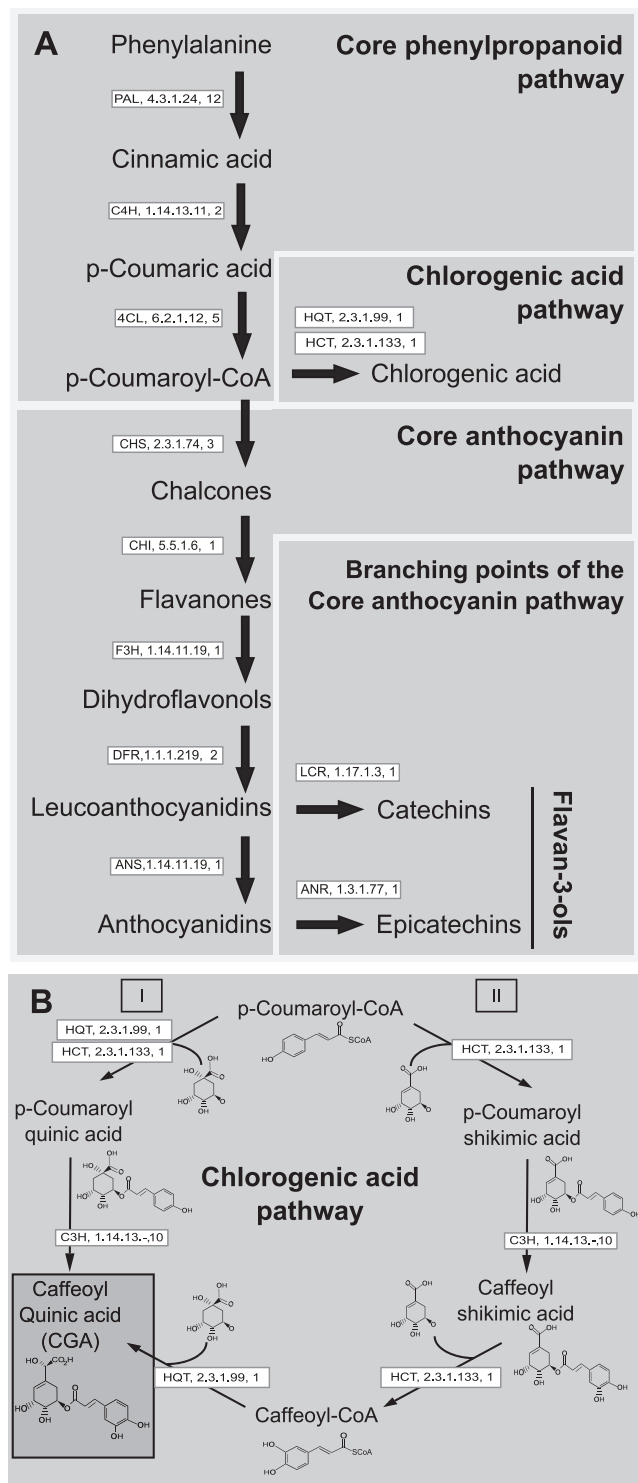 A
Phenylalanine
Core phenylpropanoid
pathway
PAL, 4.3.1.24, 12
Cinnamic acid
C4H, 1.14.13.11, 2
p-Coumaric acid
Chlorogenic acid
pathway
4CL, 6.2.1.12, 5
HQT, 2.3.1.99, 1
HCT, 2.3.1.133, 1
p-Coumaroyl-CoA
Chlorogenic acid
Core anthocyanin
pathway
CHS, 2.3.1.74, 3
Chalcones
CHI, 5.5.1.6, 1
Branching points of the
Core anthocyanin pathway
Flavanones
F3H, 1.14.11.19, 1
Dihydroflavonols
DFR,1.1.1.219, 2
LCR, 1.17.1.3, 1
Leucoanthocyanidins
Catechins
Flavan-3-ols
ANS,1.14.11.19, 1
ANR, 1.3.1.77, 1
Anthocyanidins
Epicatechins
B
I
II
p-Coumaroyl-CoA
HQT, 2.3.1.99, 1
HCT, 2.3.1.133, 1
O
SCoA
HO
HCT, 2.3.1.133, 1
p-Coumaroyl
quinic acid
p-Coumaroyl
shikimic acid
Chlorogenic acid
pathway
C3H, 1.14.13.-,10
C3H, 1.14.13.-,10
Caffeoyl
Quinic acid
(CGA)
Caffeoyl
shikimic acid
HQT, 2.3.1.99, 1
HCT, 2.3.1.133, 1
Caffeoyl-CoA
HO
HO
O
SCoA